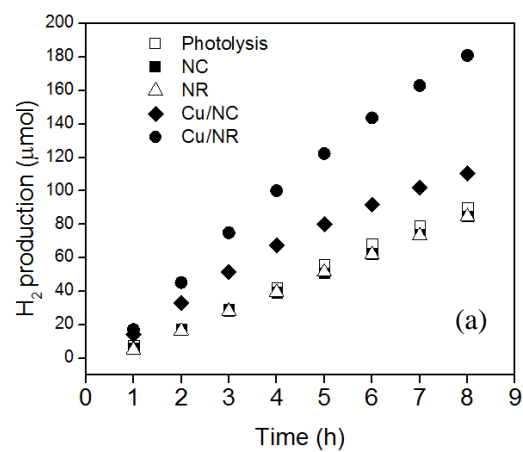 200
180
160
140
120
100
80
60
40
20
0
H2 production (μmol)
Photolysis
NC
NR
Cu/NC
Cu/NR
(a)
0 1 2 3 4 5 6 7 8 9
Time (h)